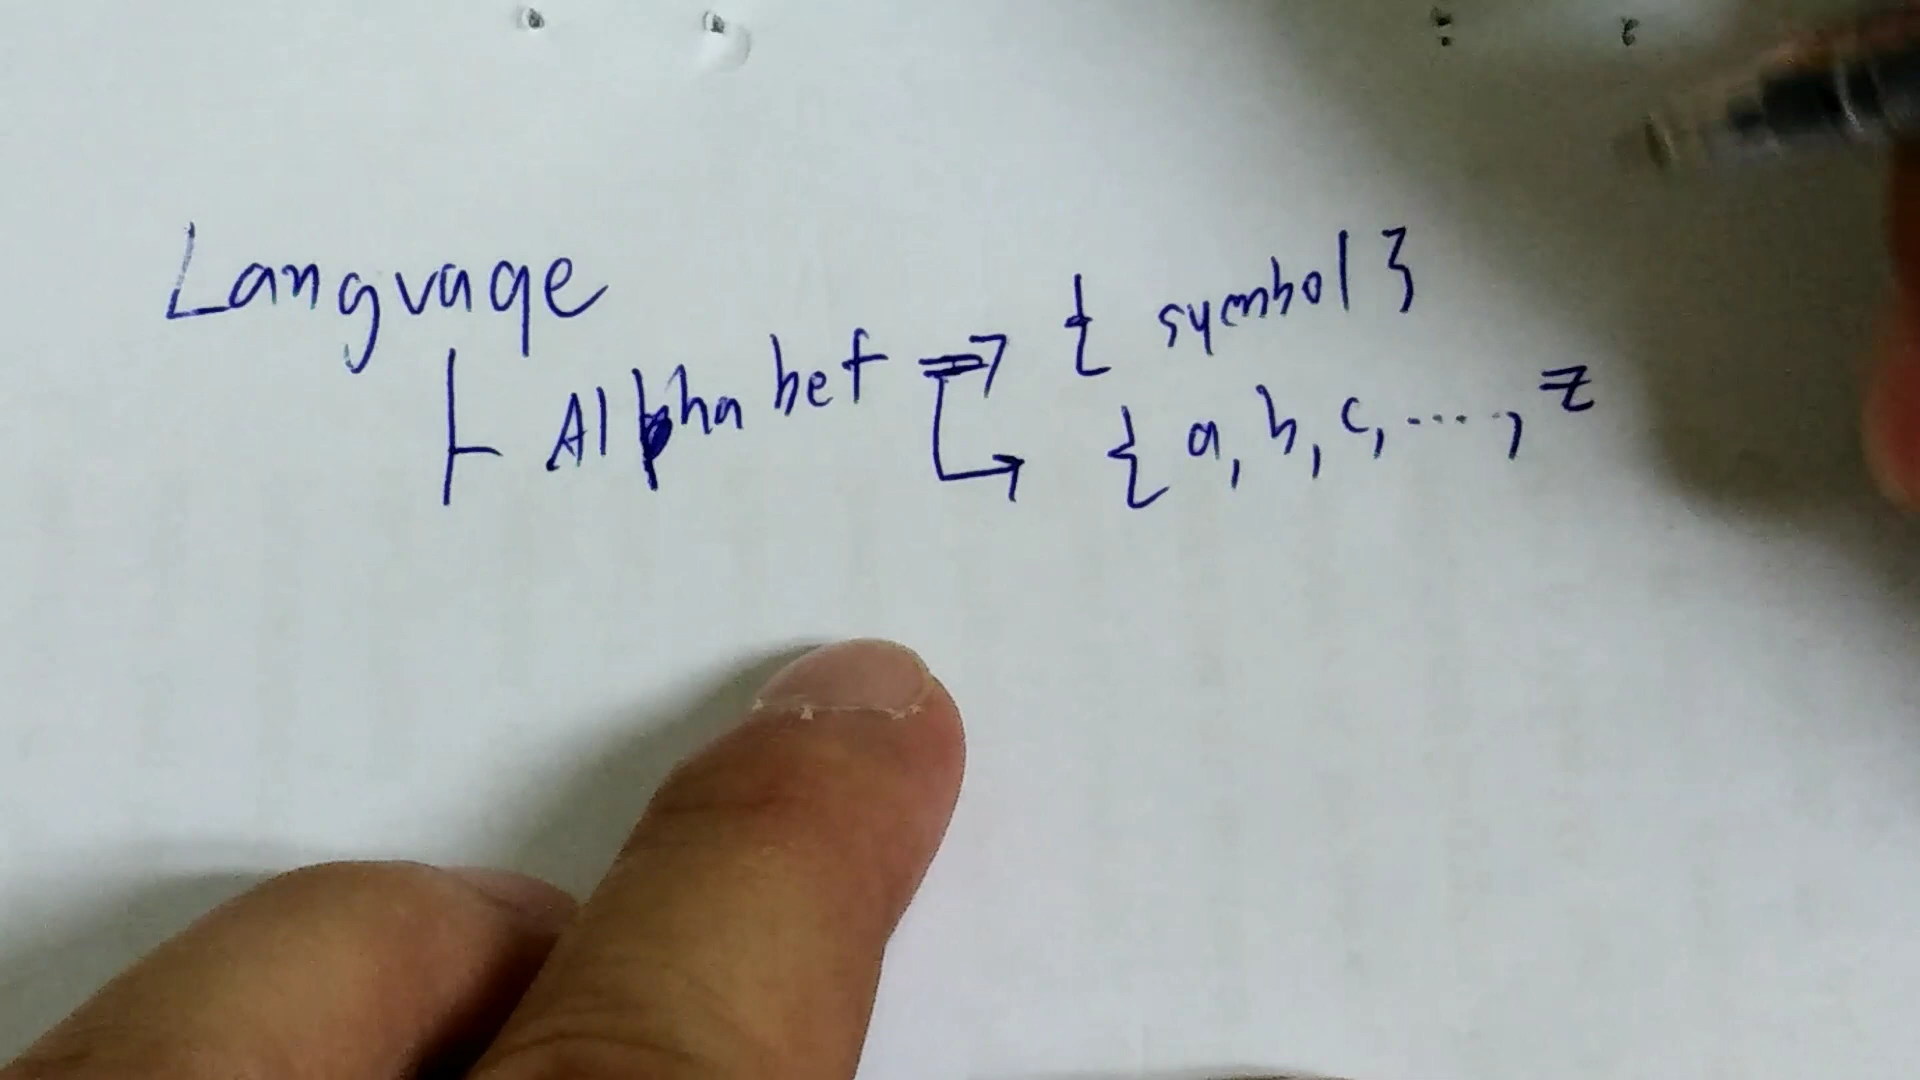 Language
Alphabet ⇒ { symbol }
↳ { a, b, c, ...., z